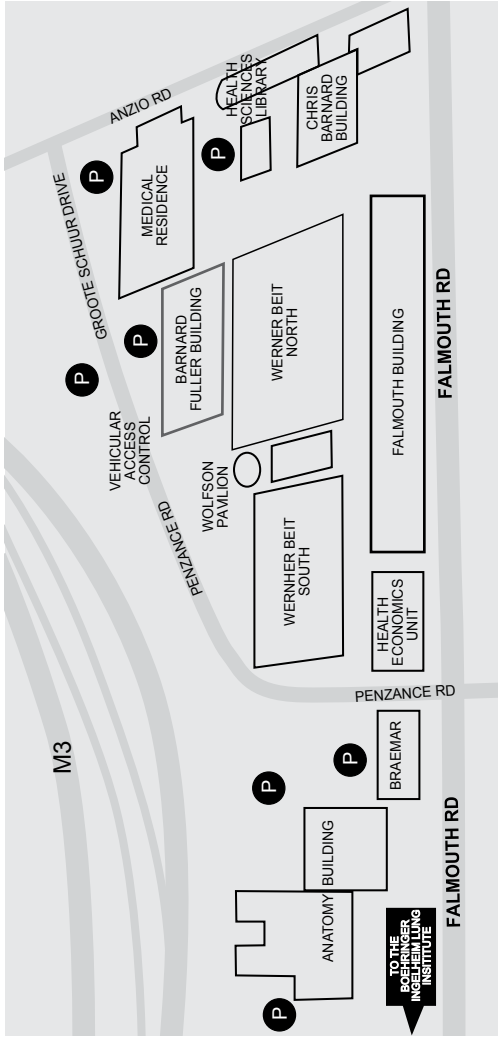 ANZIO RD
HEALTH
SCIENCES
LIBRARY
CHRIS
BARNARD
BUILDING
P
P
MEDICAL
RESIDENCE
GROOTE SCHUUR DRIVE
P
P
BARNARD
FULLER BUILDING
WERNER BEIT
NORTH
FALMOUTH BUILDING
FALMOUTH RD
VEHICULAR
ACCESS
CONTROL
WOLFSON
PAVLION
PENZANCE RD
WERNHER BEIT
SOUTH
HEALTH
ECONOMICS
UNIT
PENZANCE RD
M3
P
P
BRAEMAR
ANATOMY BUILDING
FALMOUTH RD
P
TO THE
BOEHRINGER
INGELHEIM LUNG
INSITITUTE